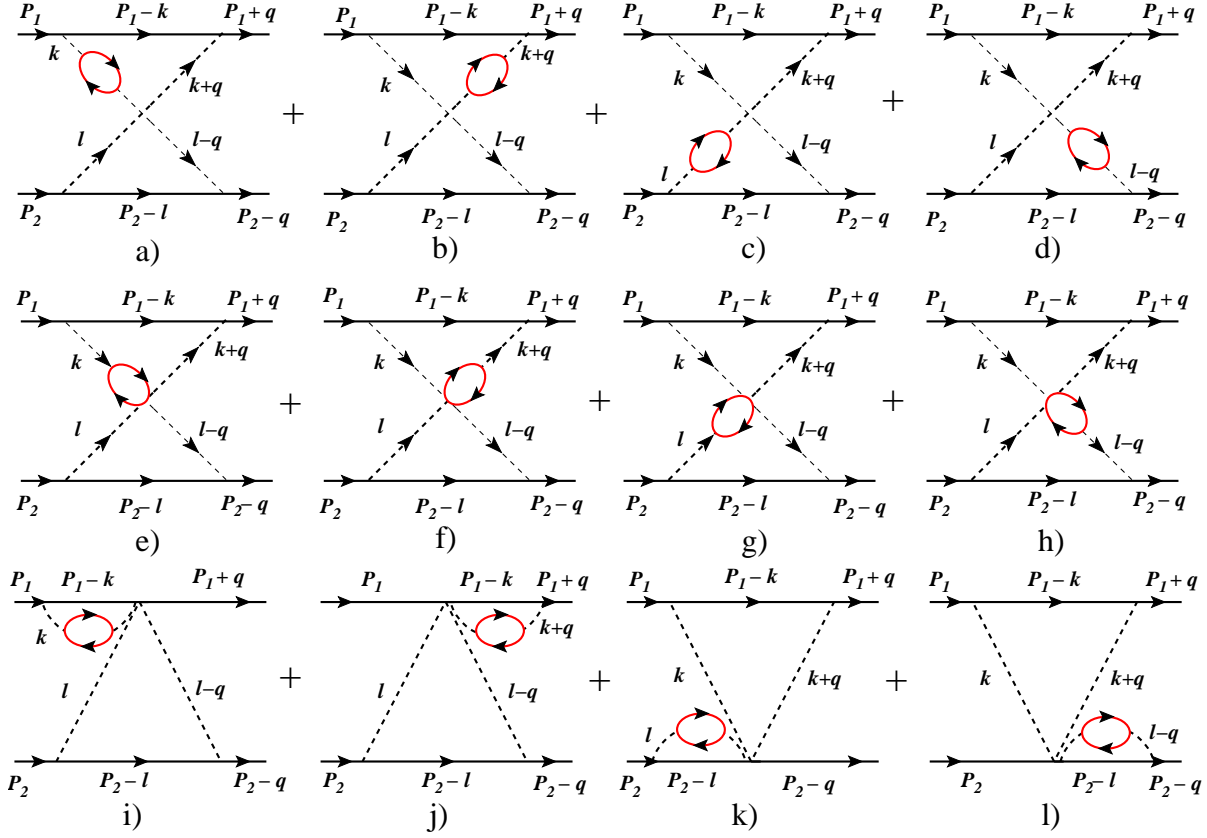 P1 P1−k P1+q P1 P1−k P1+q P1 P1−k P1+q P1 P1−k P1+q
k k+q k k+q k k+q k k+q
+ + +
l l−q l l−q l l−q l l−q
P2 P2−l P2−q P2 P2−l P2−q P2 P2−l P2−q P2 P2−l P2−q
a) b) c) d)
P1 P1−k P1+q P1 P1−k P1+q P1 P1−k P1+q P1 P1−k P1+q
k k+q k k+q k k+q k k+q
+ + +
l l−q l l−q l l−q l l−q
P2 P2−l P2−q P2 P2−l P2−q P2 P2−l P2−q P2 P2−l P2−q
e) f) g) h)
P1 P1−k P1+q P1 P1−k P1+q P1 P1−k P1+q P1 P1−k P1+q
k k+q
l l−q + l l−q + k k+q + k k+q
l l−q
P2 P2−l P2−q P2 P2−l P2−q P2 P2−l P2−q P2 P2−l P2−q
i) j) k) l)